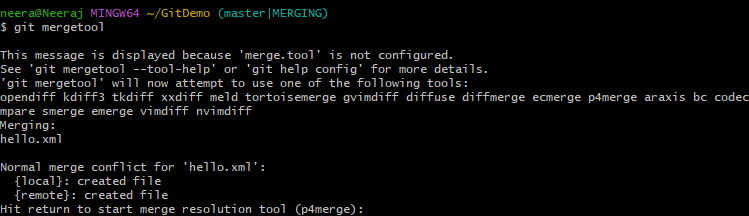 neera@Neeraj MINGW64 ~/GitDemo (master|MERGING)
$ git mergetool
This message is displayed because 'merge.tool' is not configured.
See 'git mergetool --tool-help' or 'git help config' for more details.
'git mergetool' will now attempt to use one of the following tools:
opendiff kdiff3 tkdiff xxdiff meld tortoisemerge gvimdiff diffuse diffmerge ecmerge p4merge araxis bc codeco
mpare smerge emerge vimdiff nvimdiff
Merging:
hello.xml
Normal merge conflict for 'hello.xml':
  {local}: created file
  {remote}: created file
Hit return to start merge resolution tool (p4merge):